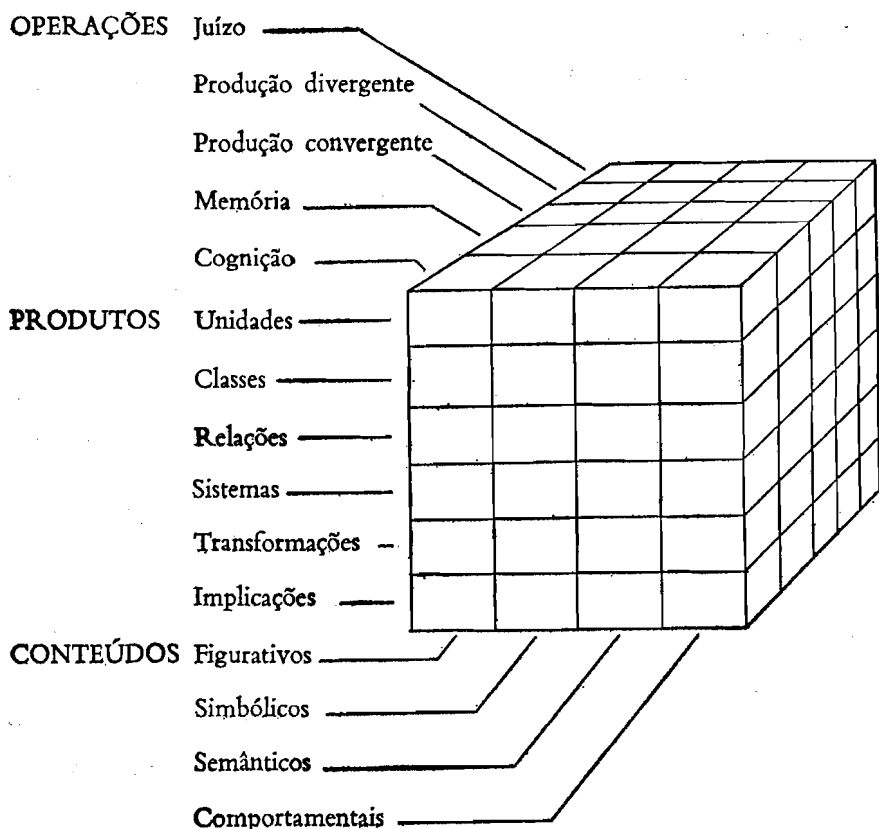 OPERAÇÕES Juízo
Produção divergente
Produção convergente
Memória
Cognição
PRODUTOS Unidades
Classes
Relações
Sistemas
Transformações
Implicações
CONTEÚDOS Figurativos
Simbólicos
Semânticos
Comportamentais